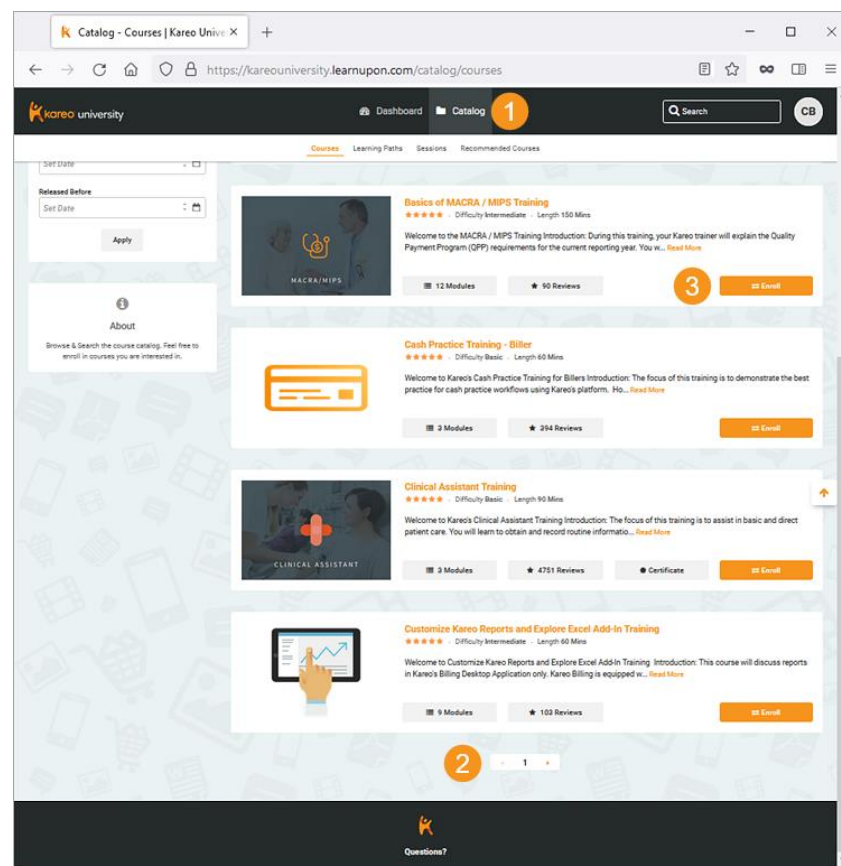 Catalog - Courses | Kareo Unive
https://kareouniversity.learnupon.com/catalog/courses
kareo university
Dashboard
Catalog
1
Search
CB
Courses
Learning Paths
Sessions
Recommended Courses
Set Date
Released Before
Set Date
Apply
About
Browse & Search the course catalog. Feel free to
enroll in courses you are interested in.
MACRA/MIPS
Basics of MACRA / MIPS Training
Difficulty Intermediate - Length 150 Mins
Welcome to the MACRA / MIPS Training Introduction: During this training, your Kareo trainer will explain the Quality
Payment Program (QPP) requirements for the current reporting year. You w... Read More
12 Modules
90 Reviews
3
Enroll
Cash Practice Training - Biller
Difficulty Basic - Length 60 Mins
Welcome to Kareo's Cash Practice Training for Billers Introduction: The focus of this training is to demonstrate the best
practice for cash practice workflows using Kareo's platform. Ho... Read More
3 Modules
394 Reviews
Enroll
CLINICAL ASSISTANT
Clinical Assistant Training
Difficulty Basic - Length 90 Mins
Welcome to Kareo's Clinical Assistant Training Introduction: The focus of this training is to assist in basic and direct
patient care. You will learn to obtain and record routine informatio... Read More
3 Modules
4751 Reviews
Certificate
Enroll
Customize Kareo Reports and Explore Excel Add-In Training
Difficulty Intermediate - Length 60 Mins
Welcome to Customize Kareo Reports and Explore Excel Add-In Training Introduction: This course will discuss reports
in Kareo's Billing Desktop Application only. Kareo Billing is equipped w... Read More
9 Modules
103 Reviews
Enroll
2
1
Questions?